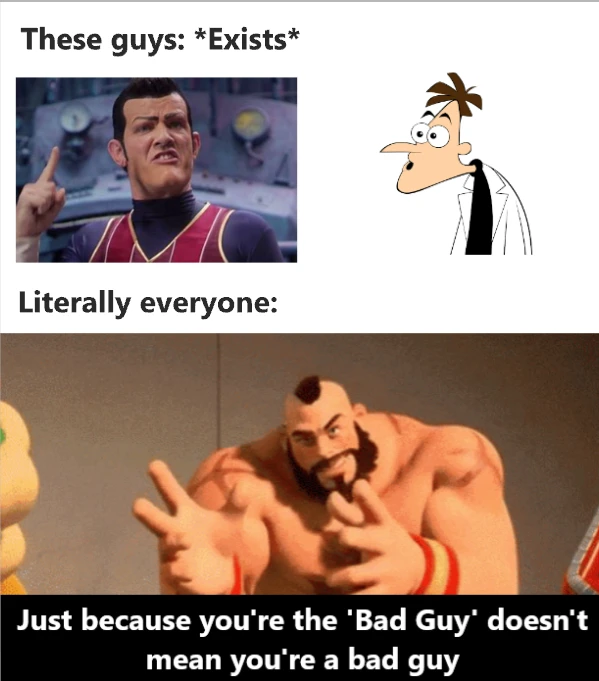 These guys: *Exists*
Literally everyone:
Just because you're the 'Bad Guy' doesn't
mean you're a bad guy